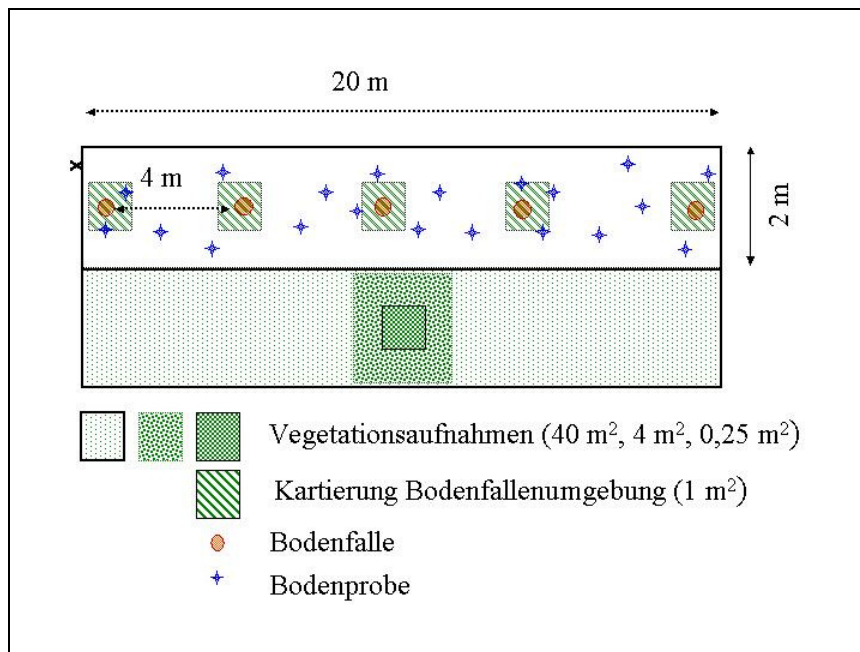 20 m
4 m
2 m
Vegetationsaufnahmen (40 m², 4 m², 0,25 m²)
Kartierung Bodenfallenumgebung (1 m²)
Bodenfalle
Bodenprobe